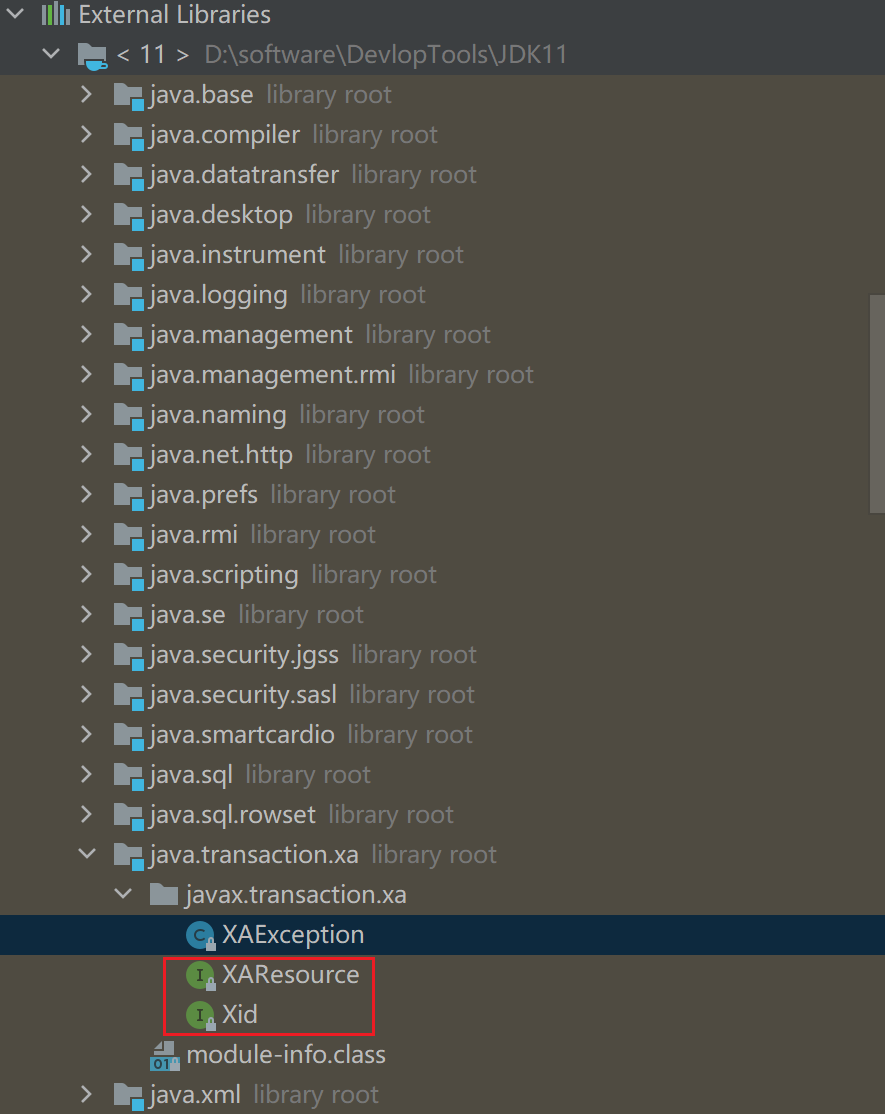 External Libraries
< 11 > D:\software\DevlopTools\JDK11
java.base library root
java.compiler library root
java.datatransfer library root
java.desktop library root
java.instrument library root
java.logging library root
java.management library root
java.management.rmi library root
java.naming library root
java.net.http library root
java.prefs library root
java.rmi library root
java.scripting library root
java.se library root
java.security.jgss library root
java.security.sasl library root
java.smartcardio library root
java.sql library root
java.sql.rowset library root
java.transaction.xa library root
javax.transaction.xa
C XAException
I XAResource
I Xid
01 module-info.class
java.xml library root